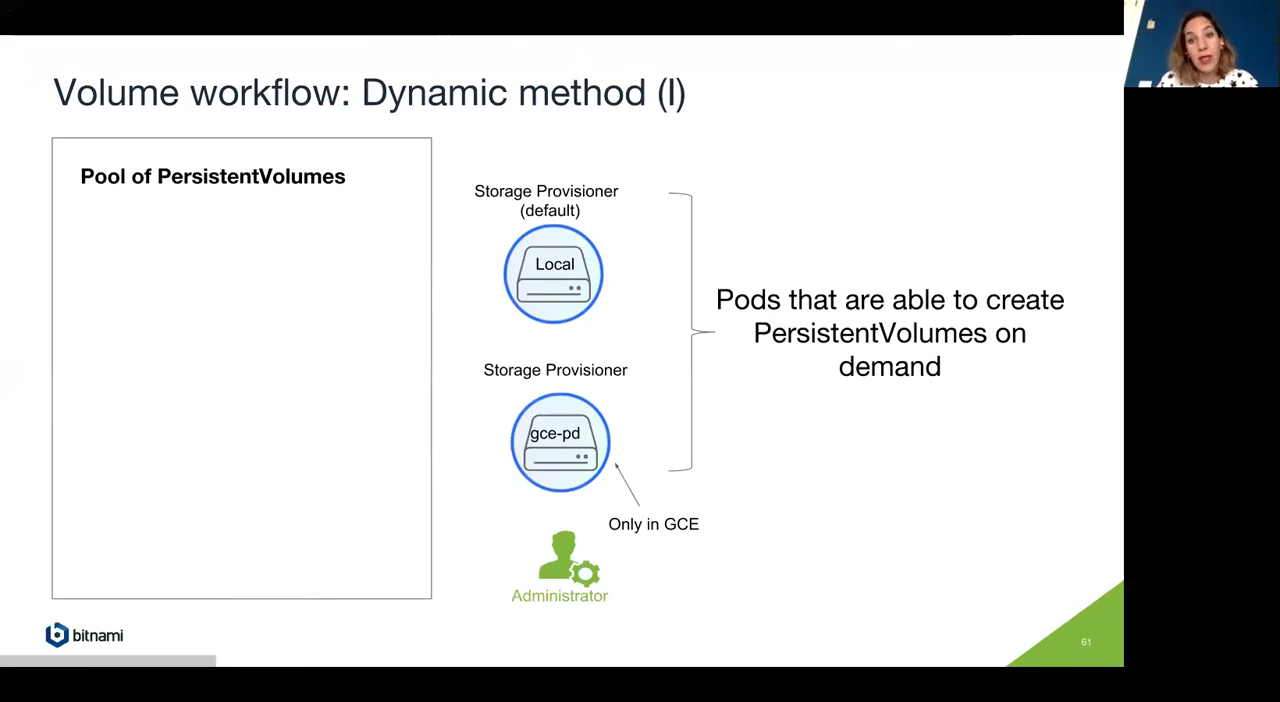 Volume workflow: Dynamic method (I)
Pool of PersistentVolumes
Storage Provisioner
(default)
Local
Storage Provisioner
gce-pd
Only in GCE
Administrator
Pods that are able to create
PersistentVolumes on
demand
bitnami
61